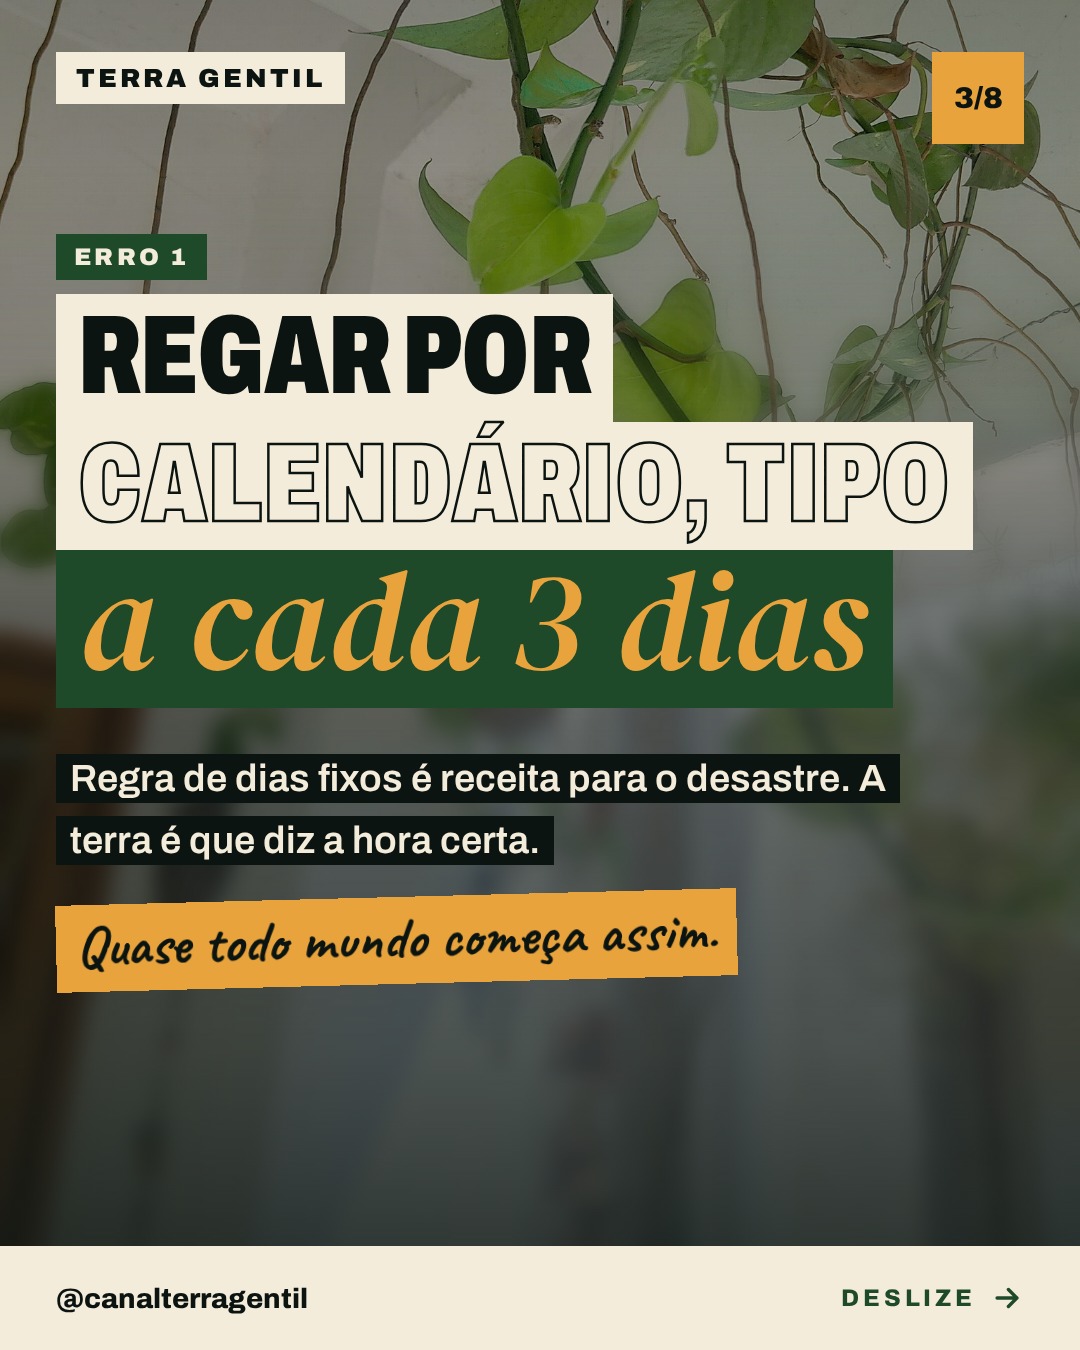 TERRA GENTIL
3/8
ERRO 1
REGAR POR
CALENDÁRIO, TIPO
a cada 3 dias
Regra de dias fixos é receita para o desastre. A
terra é que diz a hora certa.
Quase todo mundo começa assim.
@canalterragentil
DESLIZE →